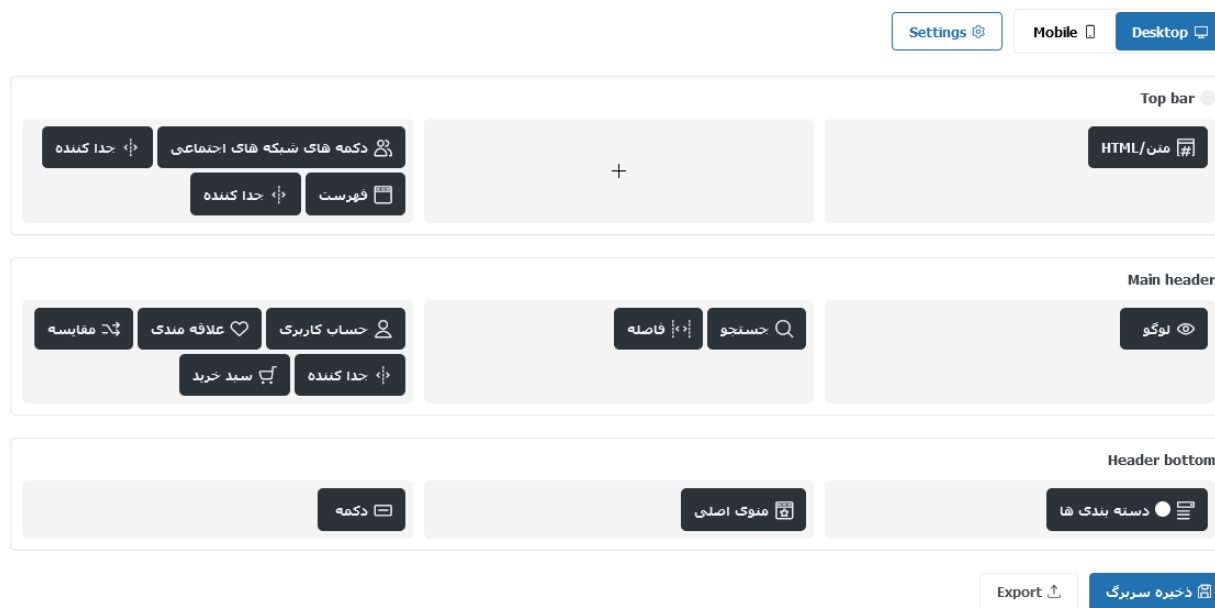 Desktop
Mobile
Settings
Top bar
متن/HTML
دکمه های شبکه های اجتماعی
جدا کننده
فهرست
جدا کننده
Main header
لوگو
جستجو
فاصله
حساب کاربری
علاقه مندی
مقایسه
جدا کننده
سبد خرید
Header bottom
دسته بندی ها
منوی اصلی
دکمه
ذخیره سربرگ
Export